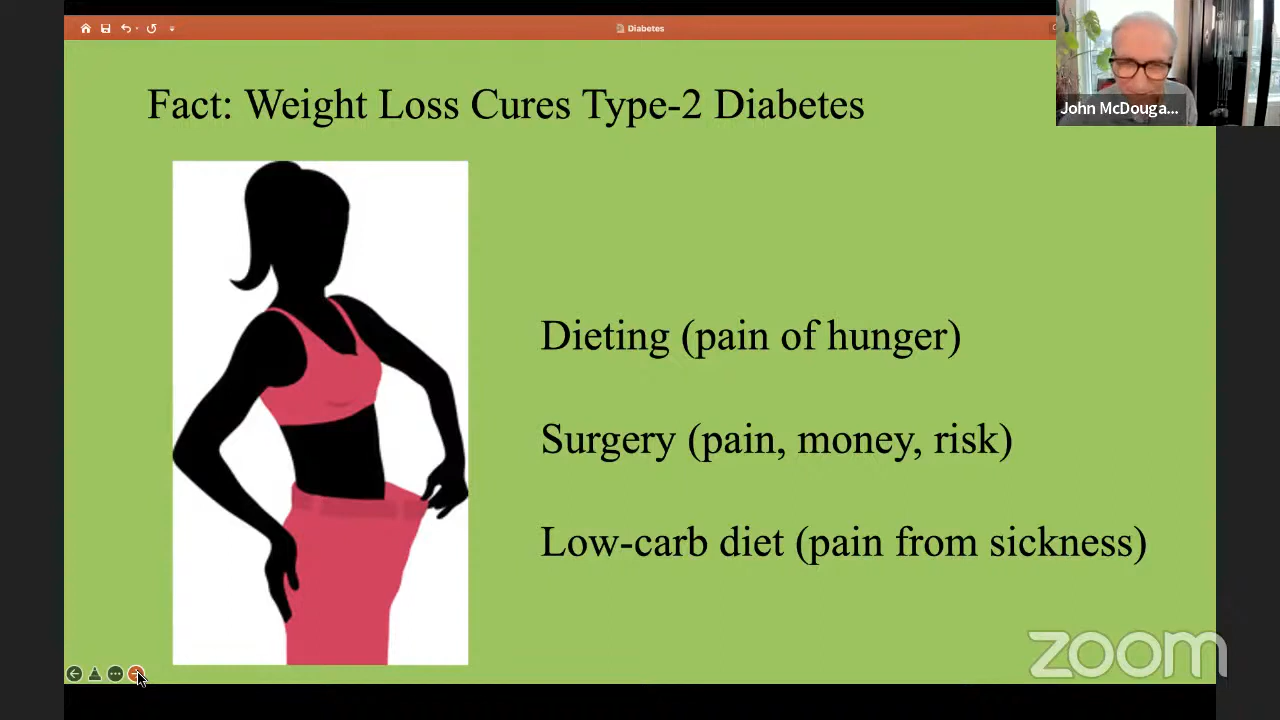 Diabetes
Fact: Weight Loss Cures Type-2 Diabetes
John McDouga...
Dieting (pain of hunger)
Surgery (pain, money, risk)
Low-carb diet (pain from sickness)
zoom